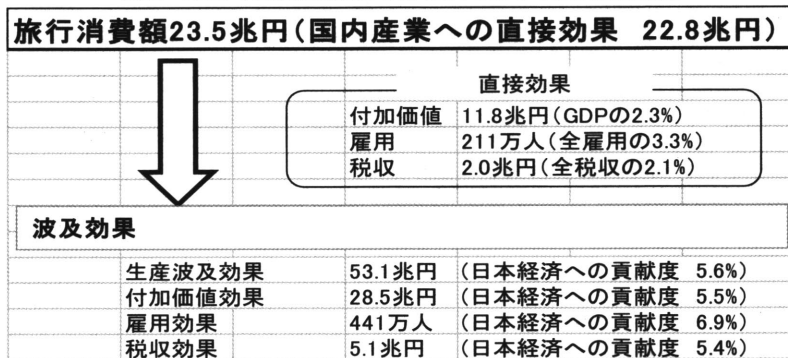 旅行消費額23.5兆円(国内産業への直接効果 22.8兆円)
直接効果
付加価値 11.8兆円(GDPの2.3%)
雇用 211万人(全雇用の3.3%)
税収 2.0兆円(全税収の2.1%)
波及効果
生産波及効果 53.1兆円 (日本経済への貢献度 5.6%)
付加価値効果 28.5兆円 (日本経済への貢献度 5.5%)
雇用効果 441万人 (日本経済への貢献度 6.9%)
税収効果 5.1兆円 (日本経済への貢献度 5.4%)